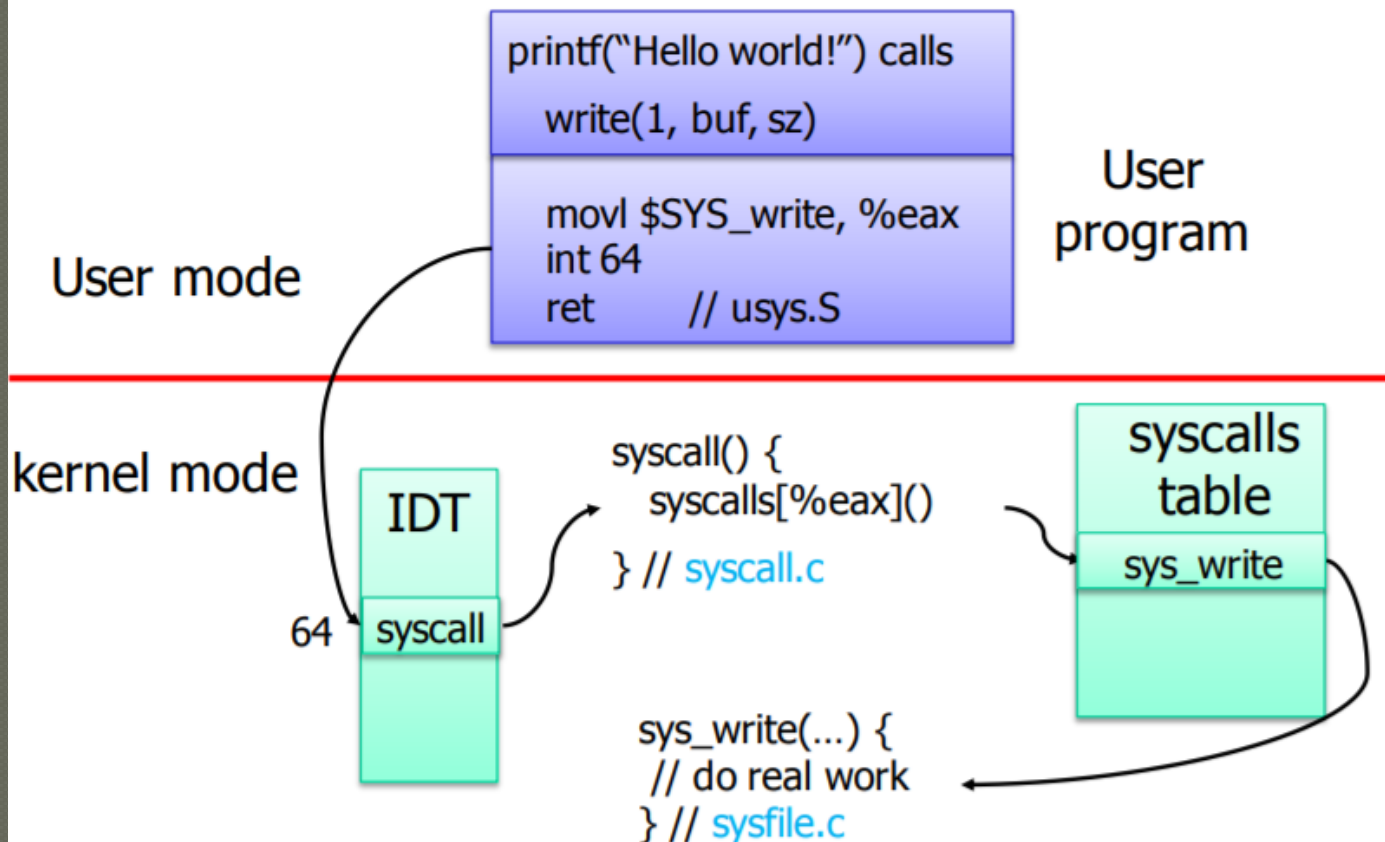 printf(“Hello world!”) calls
write(1, buf, sz)
movl $SYS_write, %eax
int 64
ret // usys.S
User
program
User mode
kernel mode
IDT
64 syscall
syscall() {
syscalls[%eax]()
} // syscall.c
syscalls
table
sys_write
sys_write(...) {
// do real work
} // sysfile.c